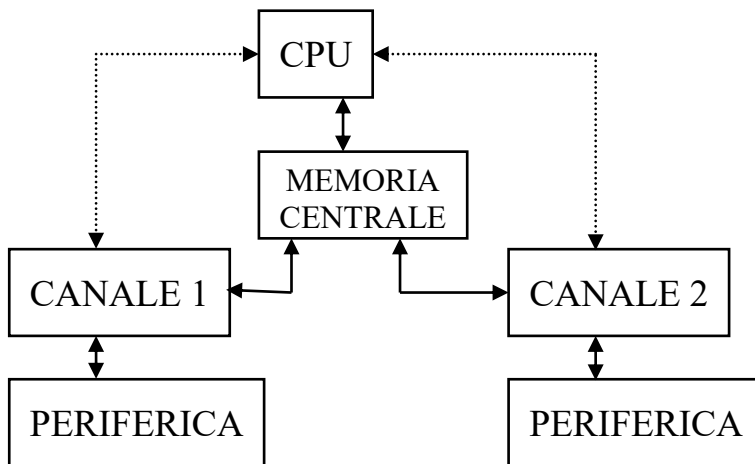 CPU
MEMORIA
CENTRALE
CANALE 1
CANALE 2
PERIFERICA
PERIFERICA